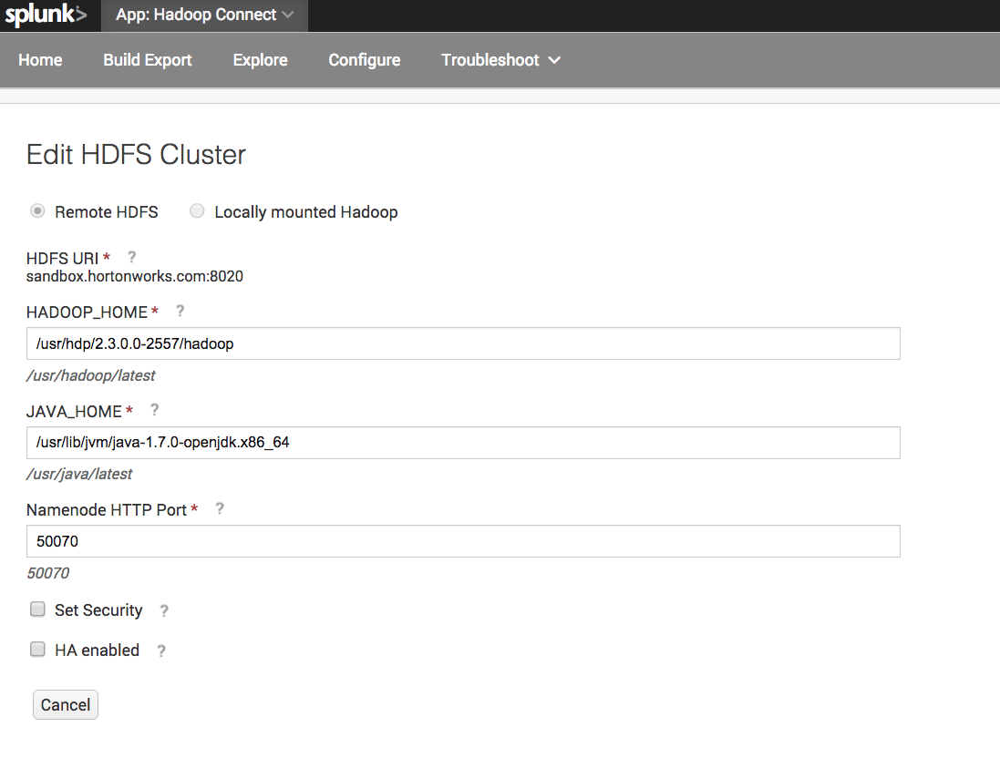 splunk> App: Hadoop Connect
Home Build Export Explore Configure Troubleshoot
Edit HDFS Cluster
Remote HDFS Locally mounted Hadoop
HDFS URI * ?
sandbox.hortonworks.com:8020
HADOOP_HOME * ?
/usr/hdp/2.3.0.0-2557/hadoop
/usr/hadoop/latest
JAVA_HOME * ?
/usr/lib/jvm/java-1.7.0-openjdk.x86_64
/usr/java/latest
Namenode HTTP Port * ?
50070
50070
Set Security ?
HA enabled ?
Cancel